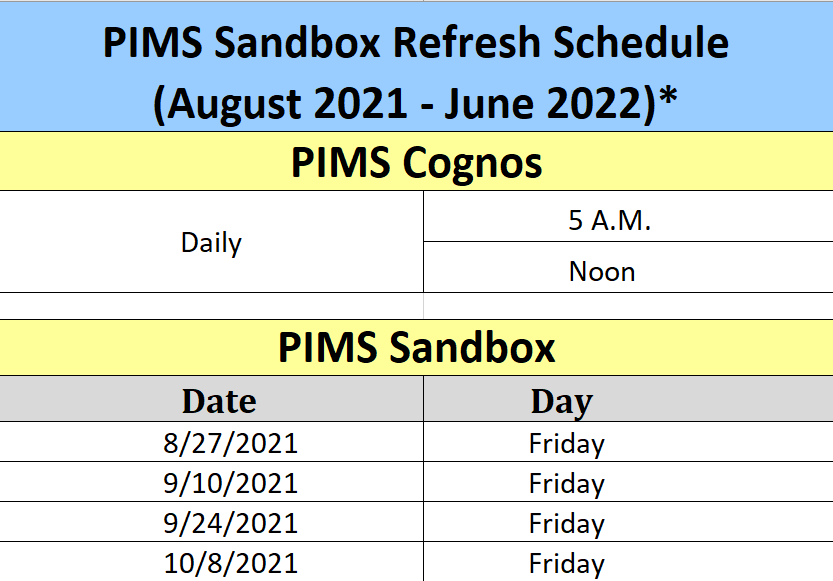 PIMS Sandbox Refresh Schedule
(August 2021 - June 2022)*
PIMS Cognos
Daily
5 A.M.
Noon
PIMS Sandbox
Date Day
8/27/2021 Friday
9/10/2021 Friday
9/24/2021 Friday
10/8/2021 Friday